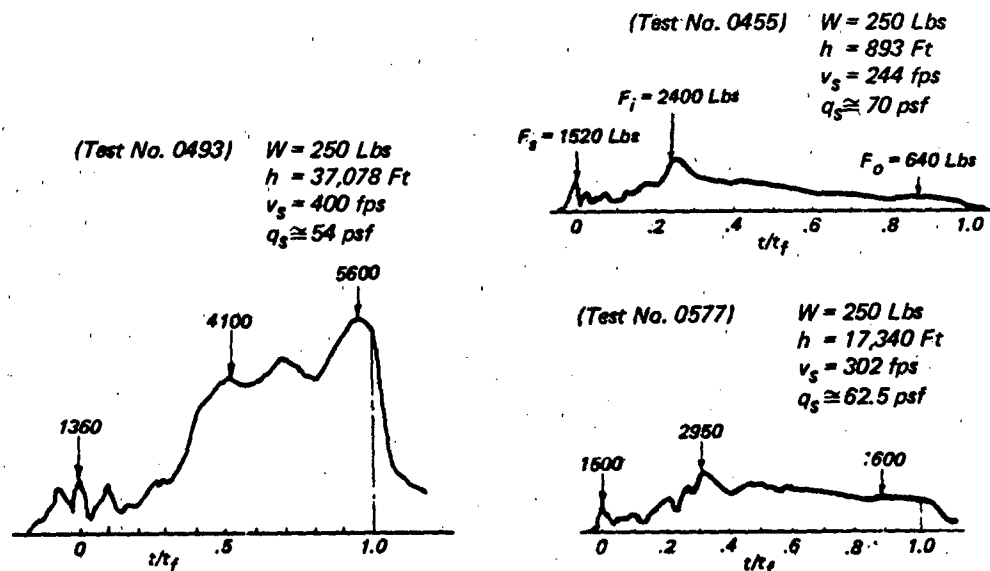 (Test No. 0455) W = 250 Lbs
h = 893 Ft
v_s = 244 fps
q_s ≅ 70 psf
F_i = 2400 Lbs
F_s = 1520 Lbs
F_o = 640 Lbs
0 .2 .4 .6 .8 1.0
t/t_f
(Test No. 0493) W = 250 Lbs
h = 37,078 Ft
v_s = 400 fps
q_s ≅ 54 psf
5600
4100
1360
0 .5 1.0
t/t_f
(Test No. 0577) W = 250 Lbs
h = 17,340 Ft
v_s = 302 fps
q_s ≅ 62.5 psf
2950
1500
1600
0 .2 .4 .6 .8 1.0
t/t_f